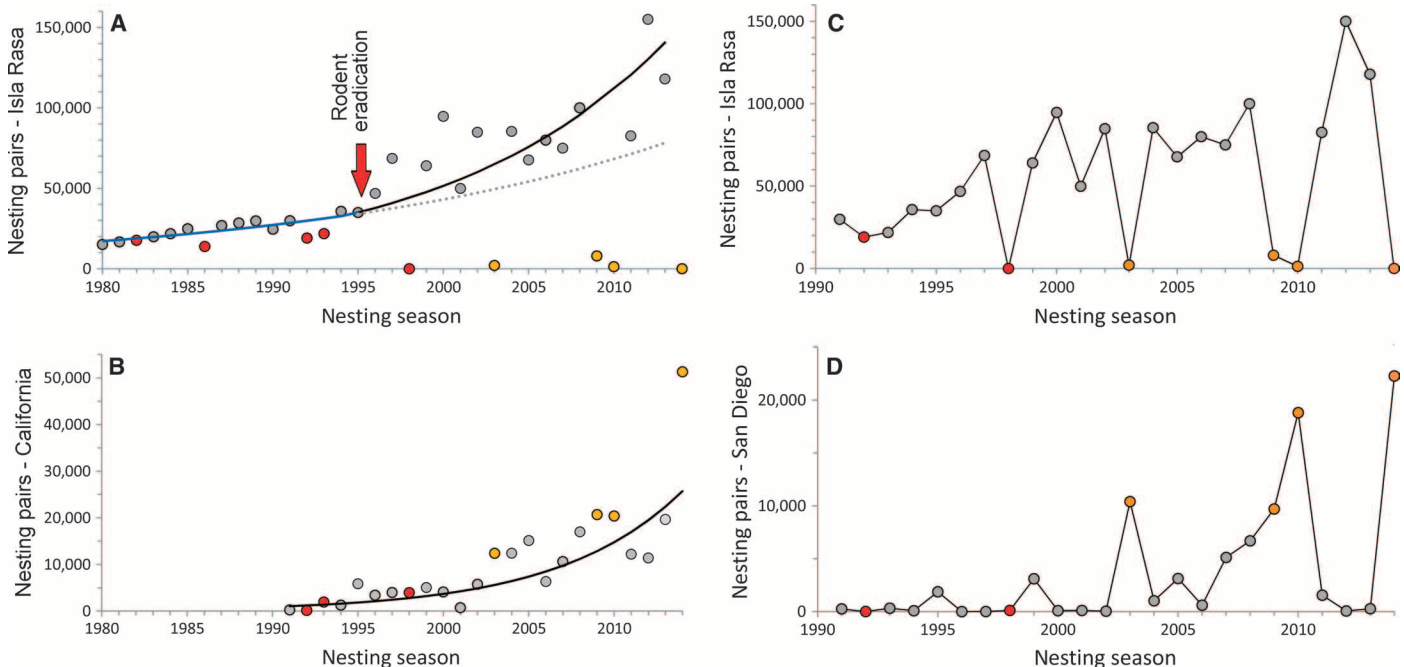 A
Nesting pairs - Isla Rasa
150,000
100,000
50,000
0
Rodent
eradication
1980
1985
1990
1995
2000
2005
2010
Nesting season
B
Nesting pairs - California
50,000
40,000
30,000
20,000
10,000
0
1980
1985
1990
1995
2000
2005
2010
Nesting season
C
Nesting pairs - Isla Rasa
150,000
100,000
50,000
0
1990
1995
2000
2005
2010
Nesting season
D
Nesting pairs - San Diego
20,000
10,000
0
1990
1995
2000
2005
2010
Nesting season